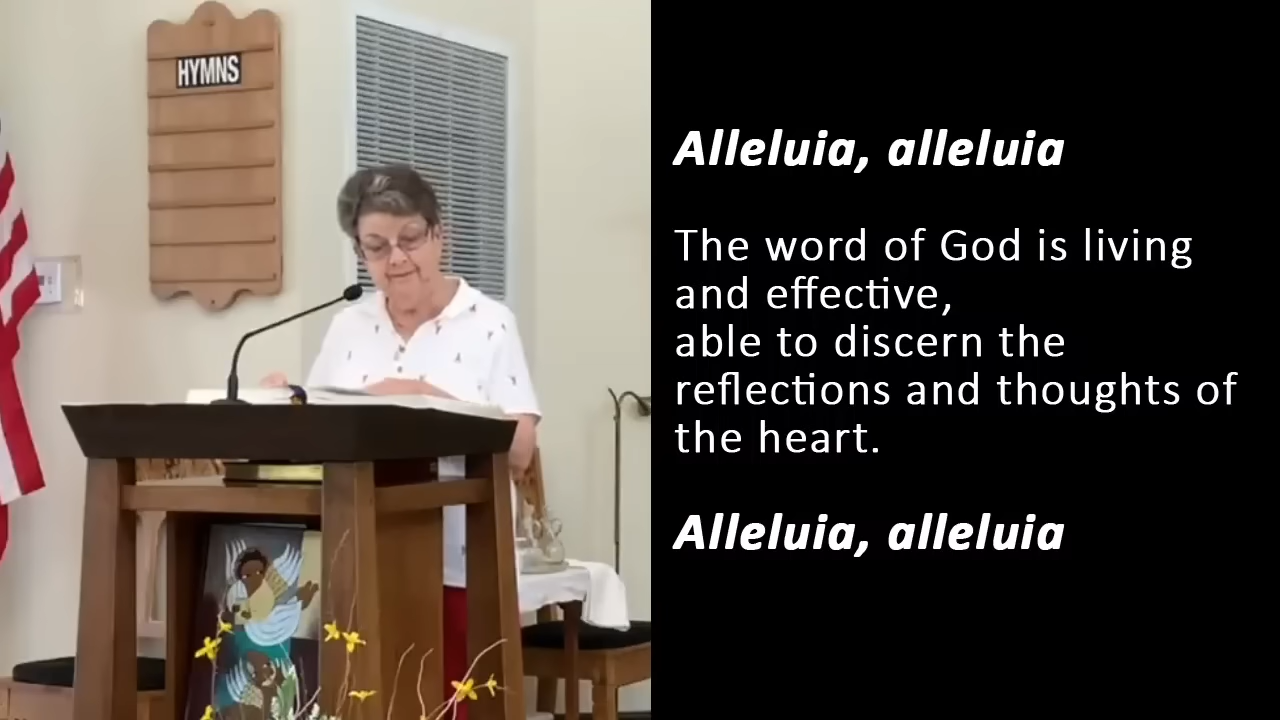 HYMNS
Alleluia, alleluia
The word of God is living
and effective,
able to discern the
reflections and thoughts of
the heart.
Alleluia, alleluia